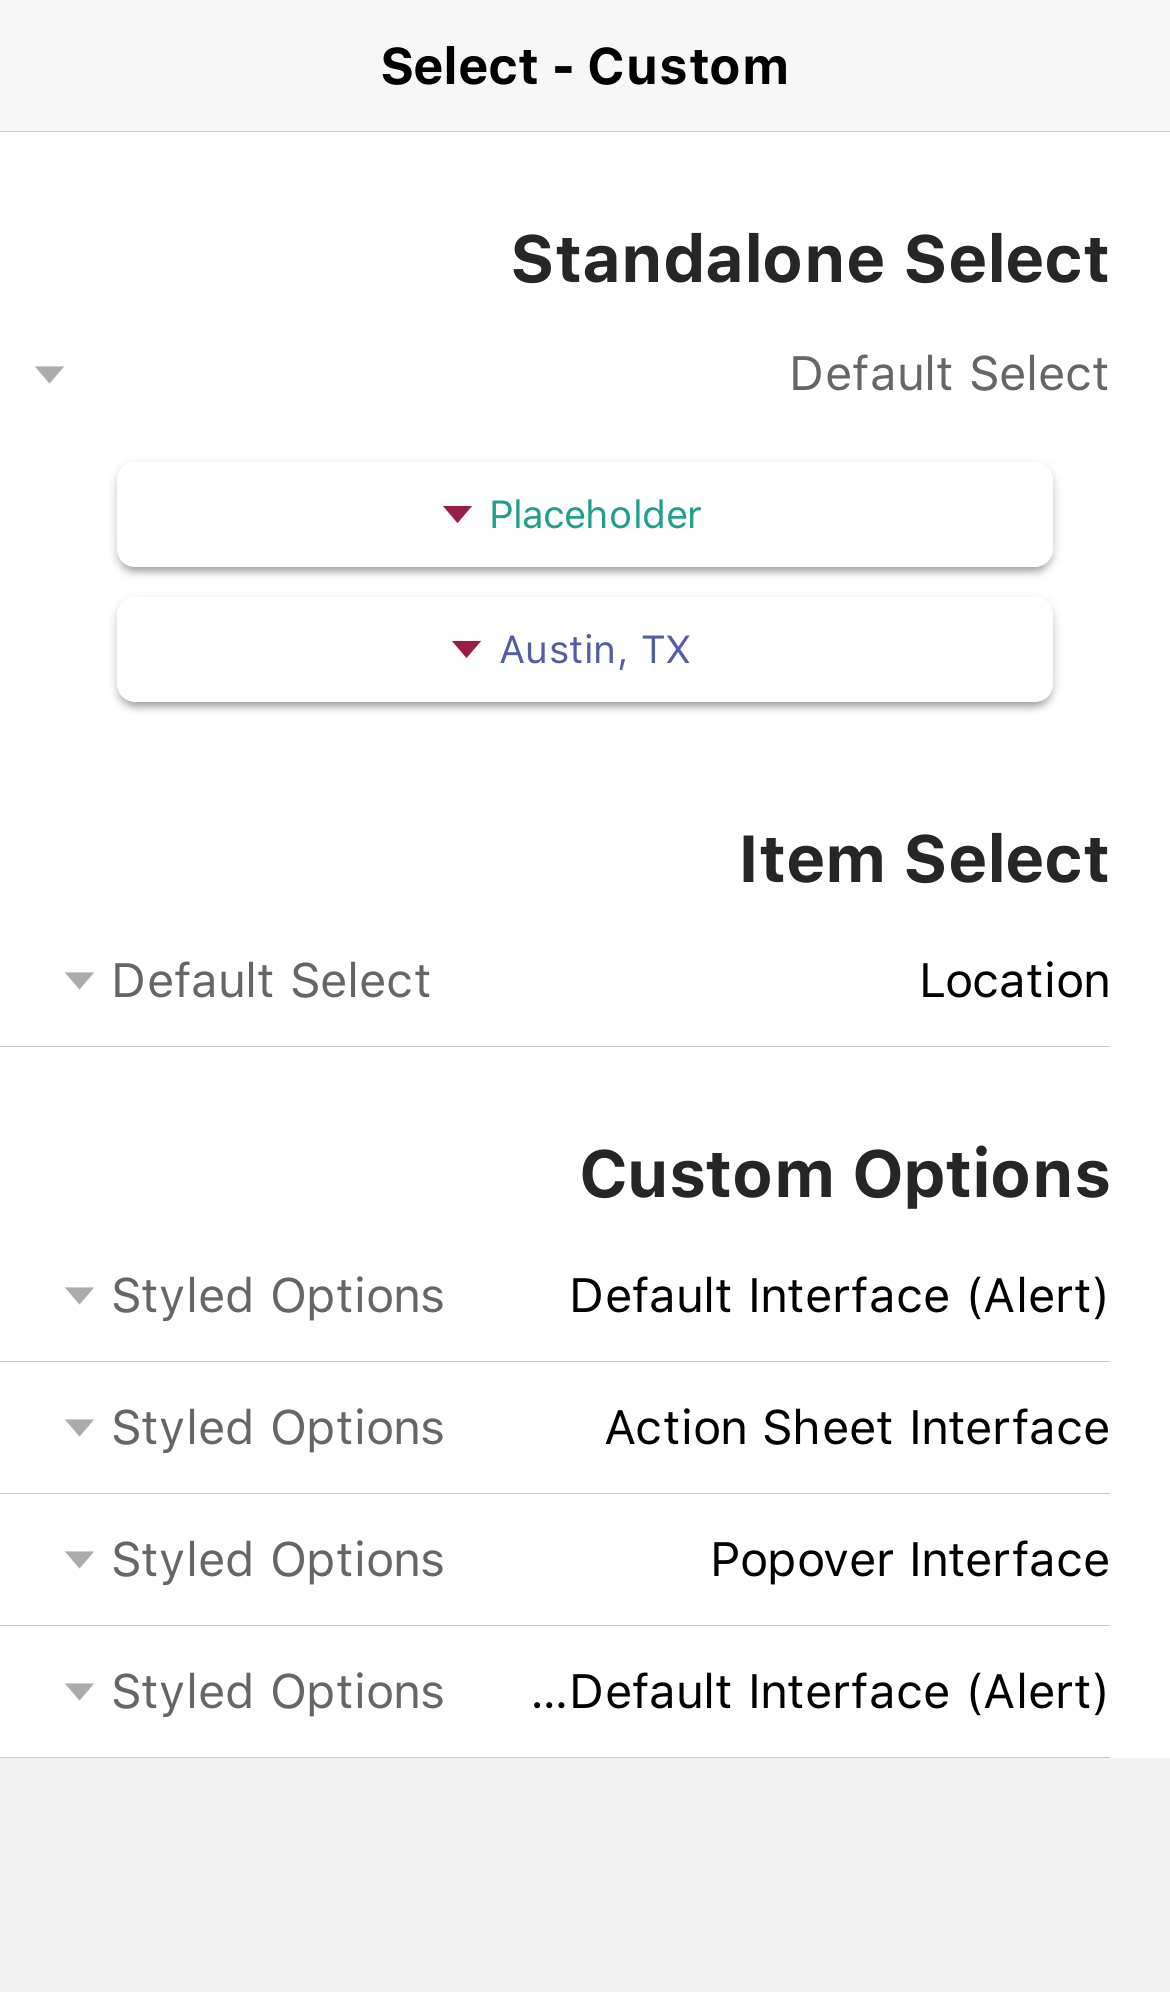 Select - Custom
Standalone Select
Default Select
Placeholder
Austin, TX
Item Select
Location Default Select
Custom Options
Default Interface (Alert) Styled Options
Action Sheet Interface Styled Options
Popover Interface Styled Options
...Default Interface (Alert) Styled Options